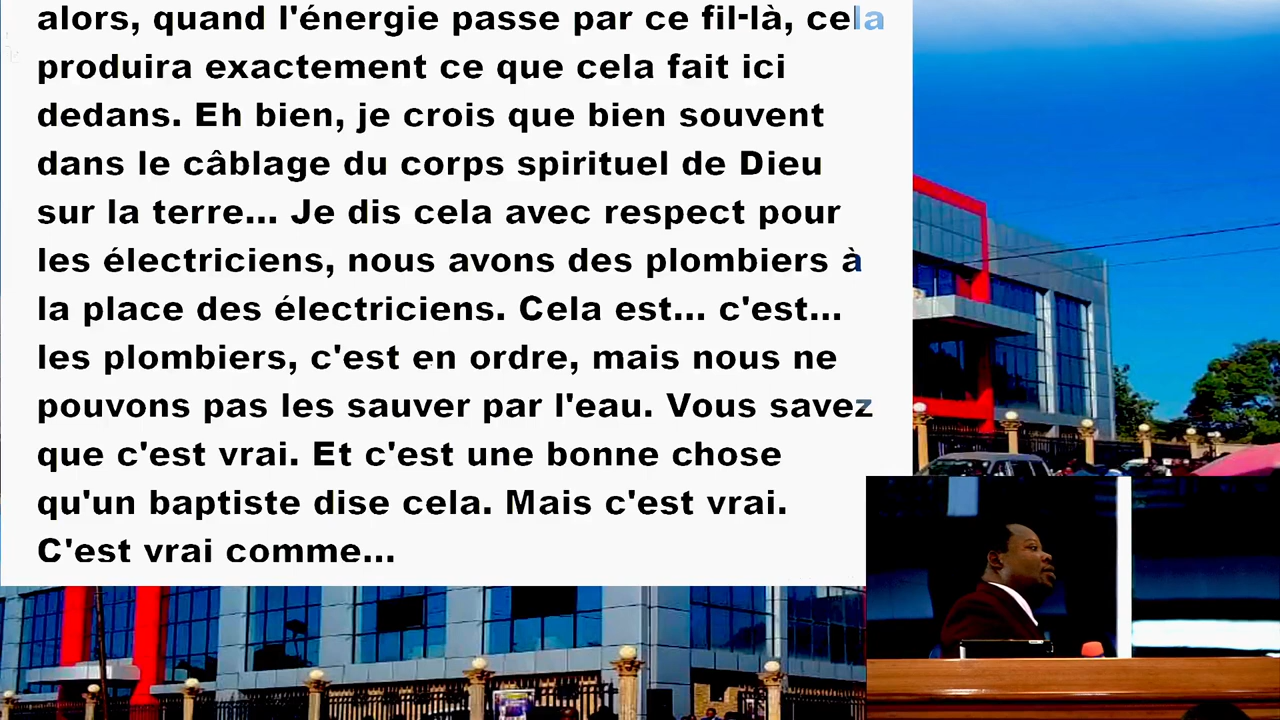 alors, quand l'énergie passe par ce fil-là, cela
produira exactement ce que cela fait ici
dedans. Eh bien, je crois que bien souvent
dans le câblage du corps spirituel de Dieu
sur la terre... Je dis cela avec respect pour
les électriciens, nous avons des plombiers à
la place des électriciens. Cela est... c'est...
les plombiers, c'est en ordre, mais nous ne
pouvons pas les sauver par l'eau. Vous savez
que c'est vrai. Et c'est une bonne chose
qu'un baptiste dise cela. Mais c'est vrai.
C'est vrai comme...